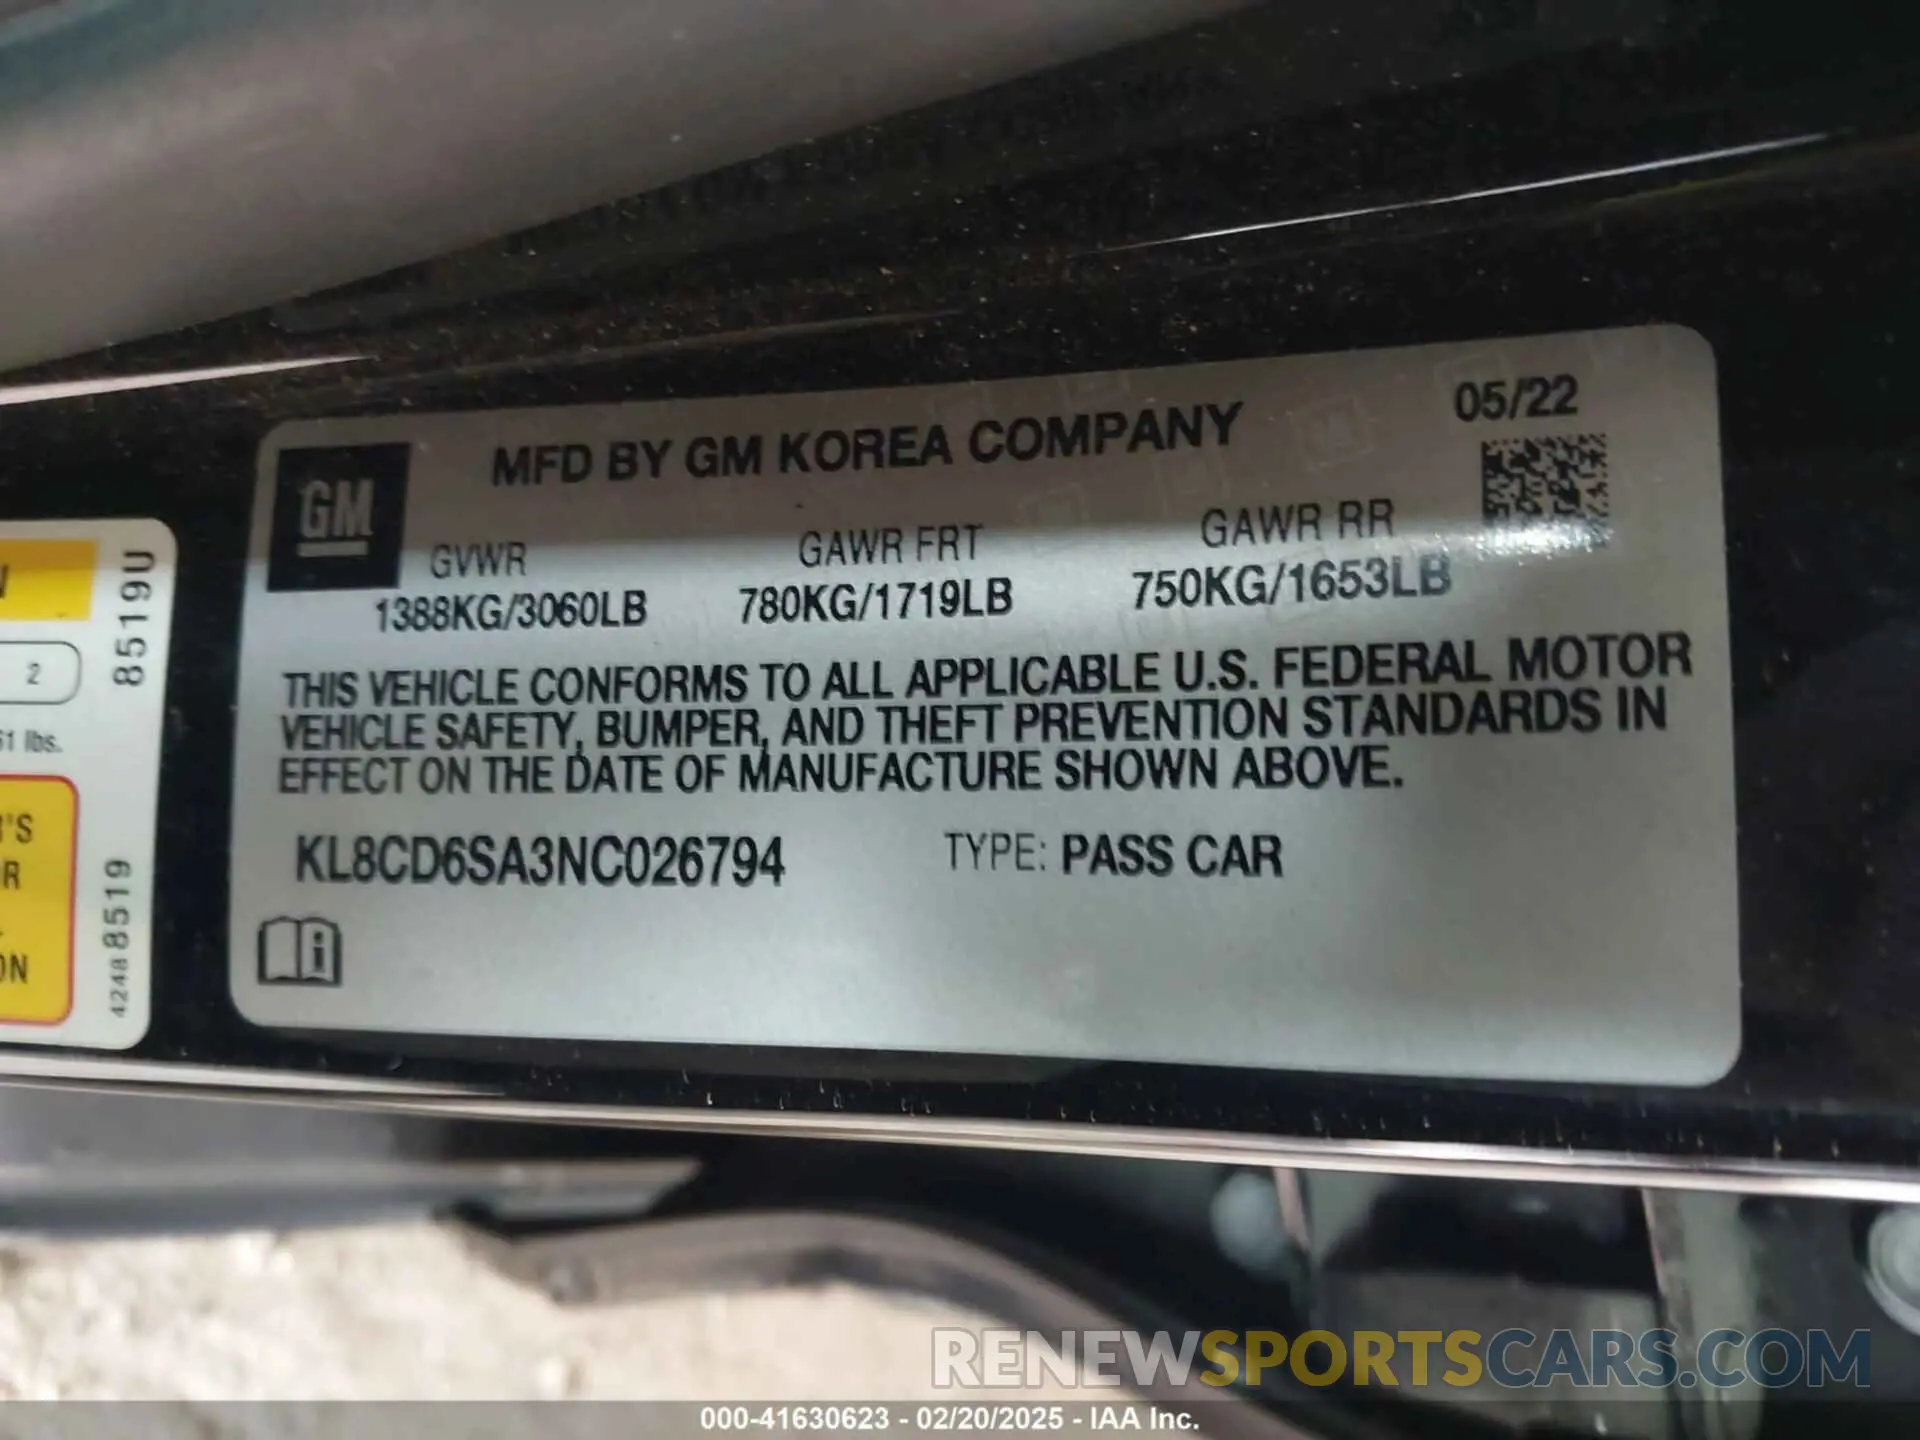 MFD BY GM KOREA COMPANY
05/22
GM
GVWR
GAWR FRT
GAWR RR
1388KG/3060LB
780KG/1719LB
750KG/1653LB
THIS VEHICLE CONFORMS TO ALL APPLICABLE U.S. FEDERAL MOTOR
VEHICLE SAFETY, BUMPER, AND THEFT PREVENTION STANDARDS IN
EFFECT ON THE DATE OF MANUFACTURE SHOWN ABOVE.
KL8CD6SA3NC026794
TYPE: PASS CAR
i
8519U
2
lbs.
42488519
RENEWSPORTSCARS.COM
000-41630623 - 02/20/2025 - IAA Inc.